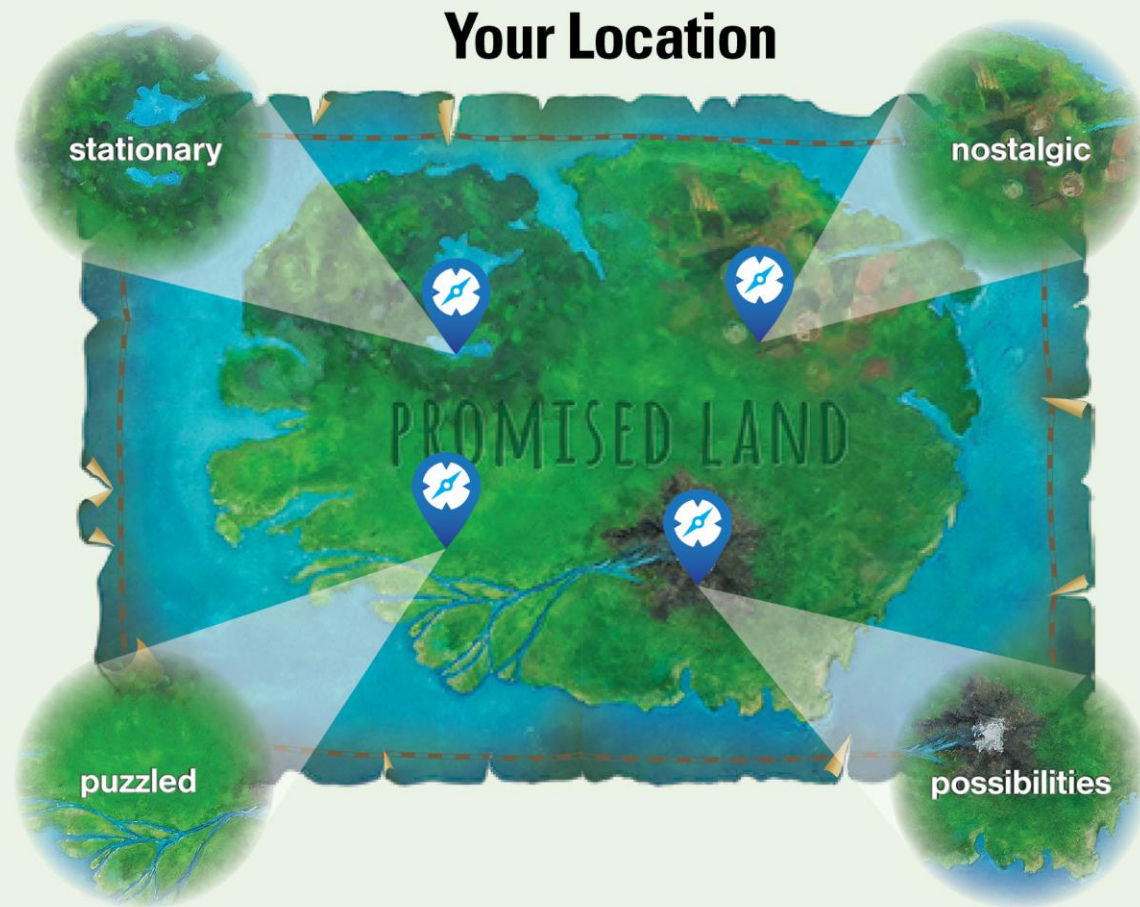 Your Location
stationary
nostalgic
PROMISED LAND
puzzled
possibilities